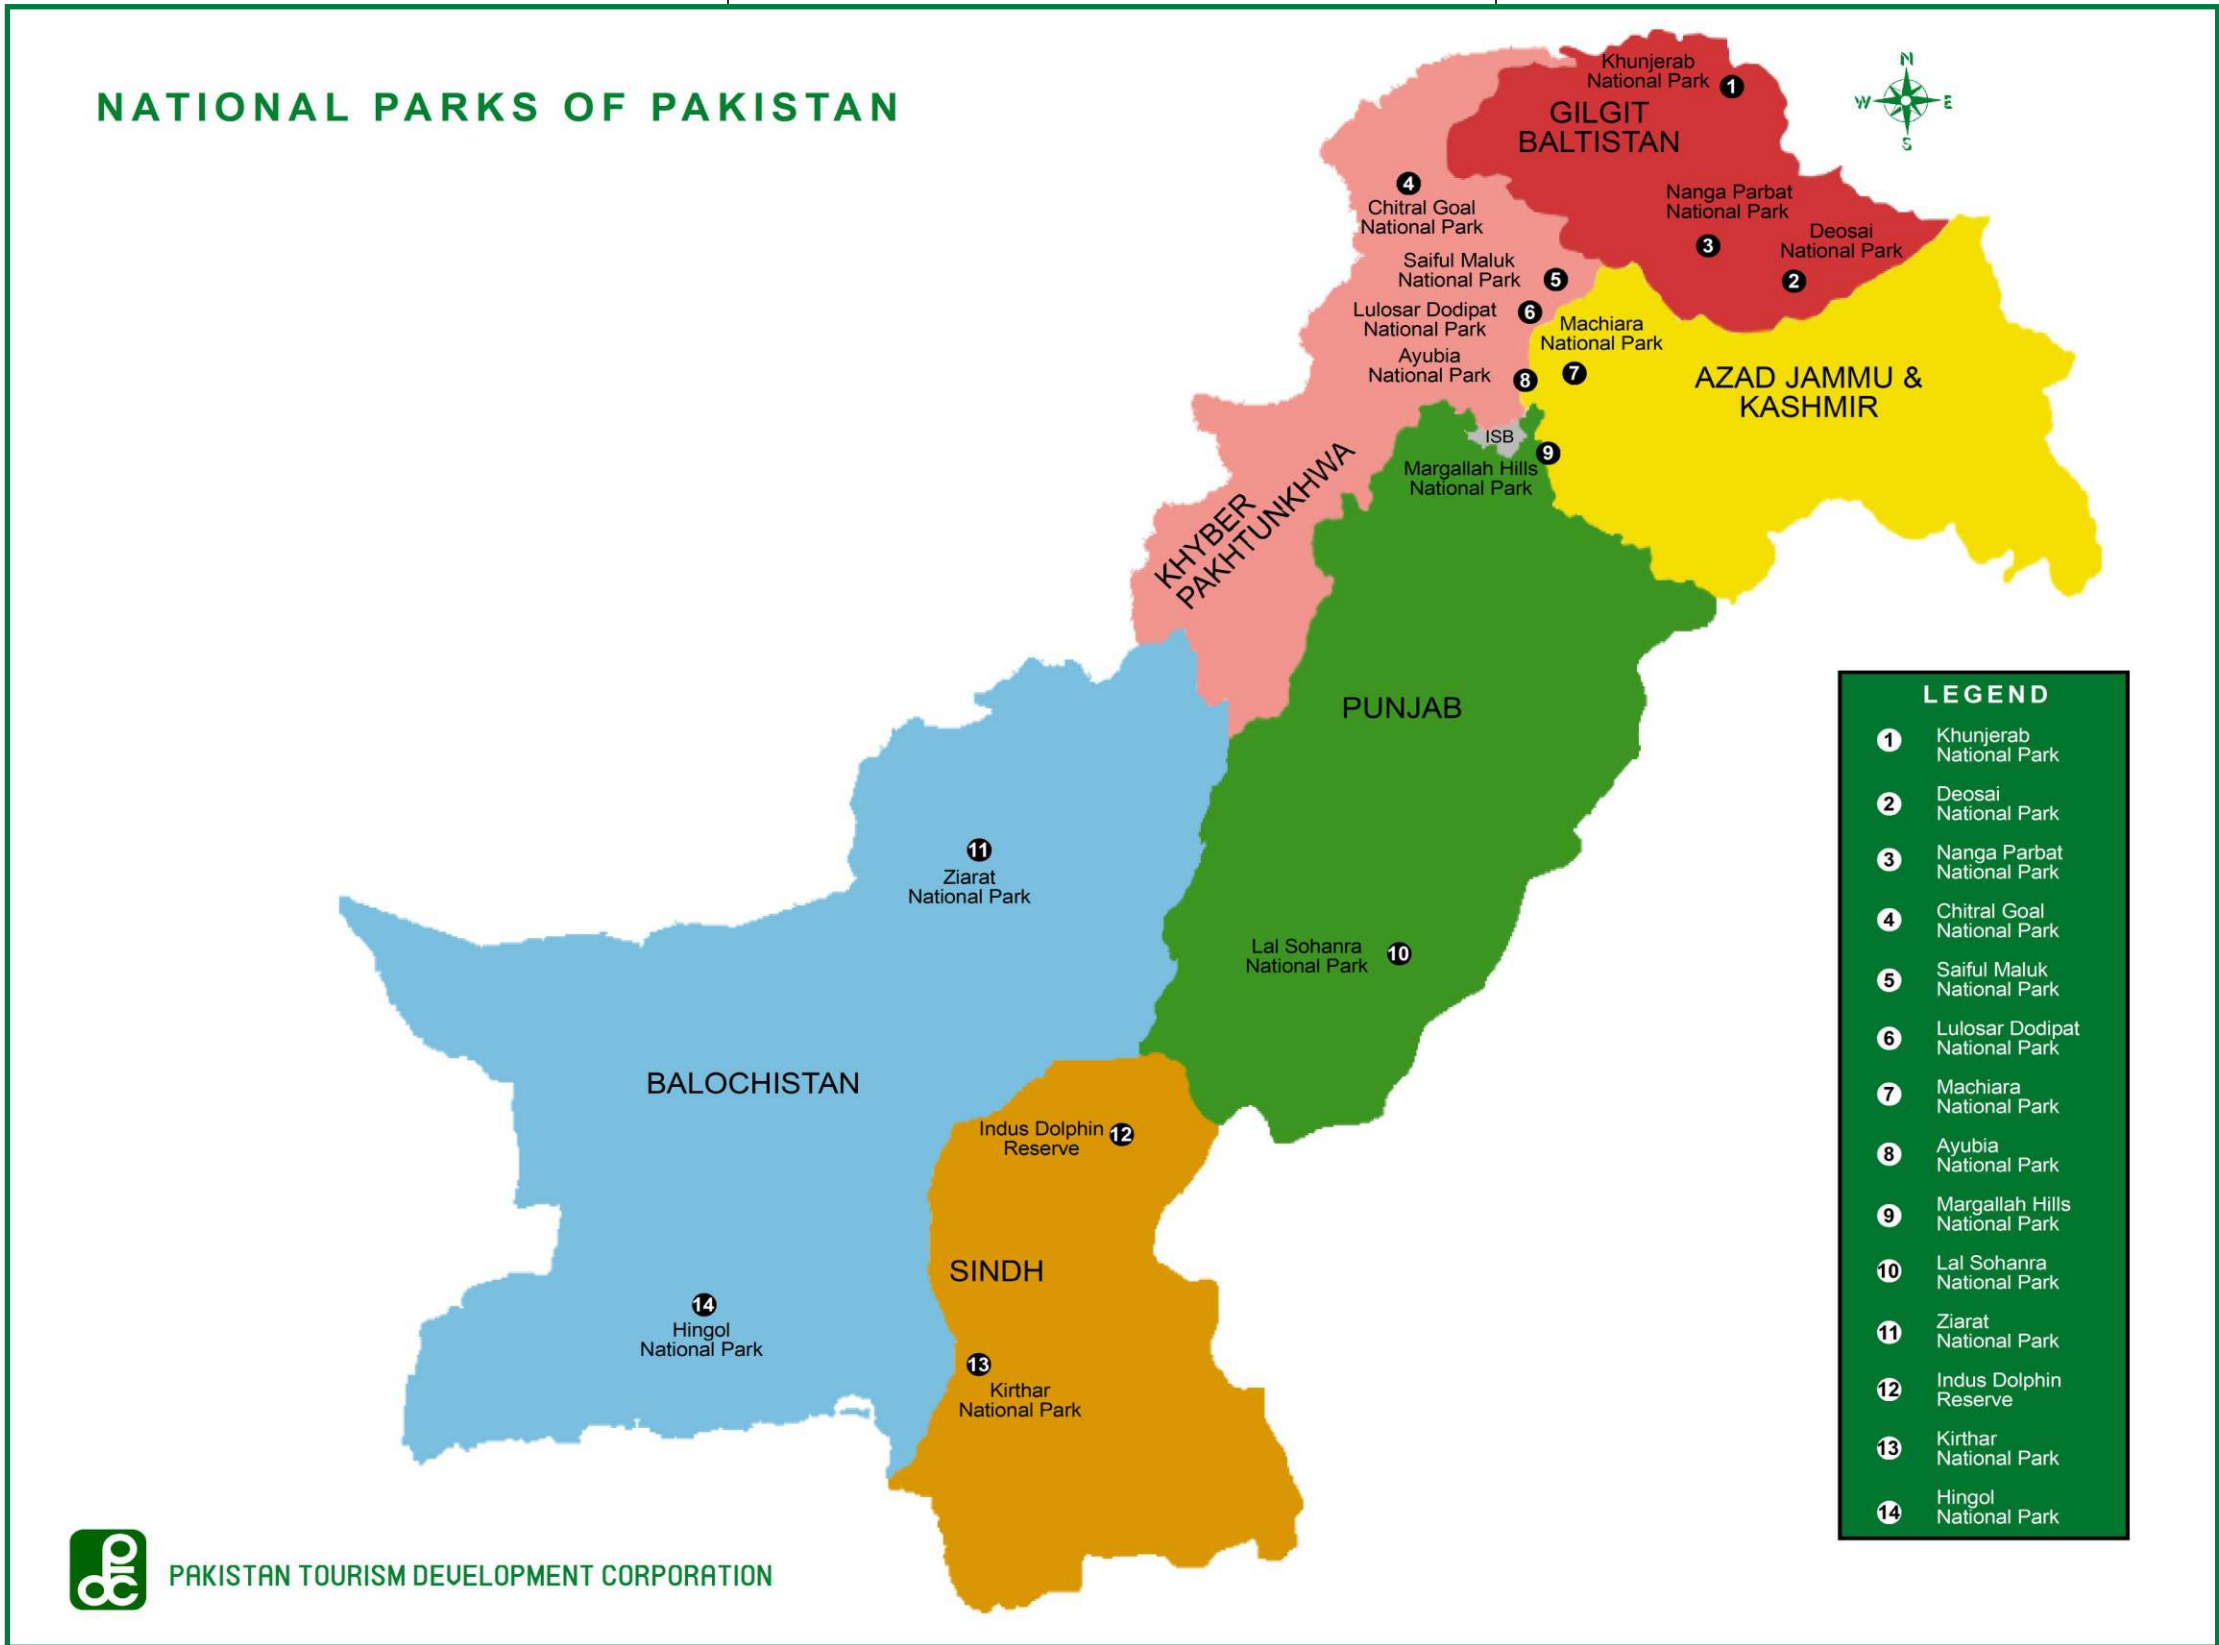 NATIONAL PARKS OF PAKISTAN
N
W
E
S
Khunjerab
National Park
1
GILGIT
BALTISTAN
4
Chitral Goal
National Park
Nanga Parbat
National Park
3
Deosai
National Park
2
Saiful Maluk
National Park
5
Lulosar Dodipat
National Park
6
Machiara
National Park
7
Ayubia
National Park
8
AZAD JAMMU &
KASHMIR
ISB
9
Margallah Hills
National Park
KHYBER
PAKHTUNKHWA
PUNJAB
11
Ziarat
National Park
Lal Sohanra
National Park
10
BALOCHISTAN
Indus Dolphin
Reserve
12
SINDH
14
Hingol
National Park
13
Kirthar
National Park
LEGEND
1 Khunjerab
National Park
2 Deosai
National Park
3 Nanga Parbat
National Park
4 Chitral Goal
National Park
5 Saiful Maluk
National Park
6 Lulosar Dodipat
National Park
7 Machiara
National Park
8 Ayubia
National Park
9 Margallah Hills
National Park
10 Lal Sohanra
National Park
11 Ziarat
National Park
12 Indus Dolphin
Reserve
13 Kirthar
National Park
14 Hingol
National Park
ptdc
PAKISTAN TOURISM DEVELOPMENT CORPORATION